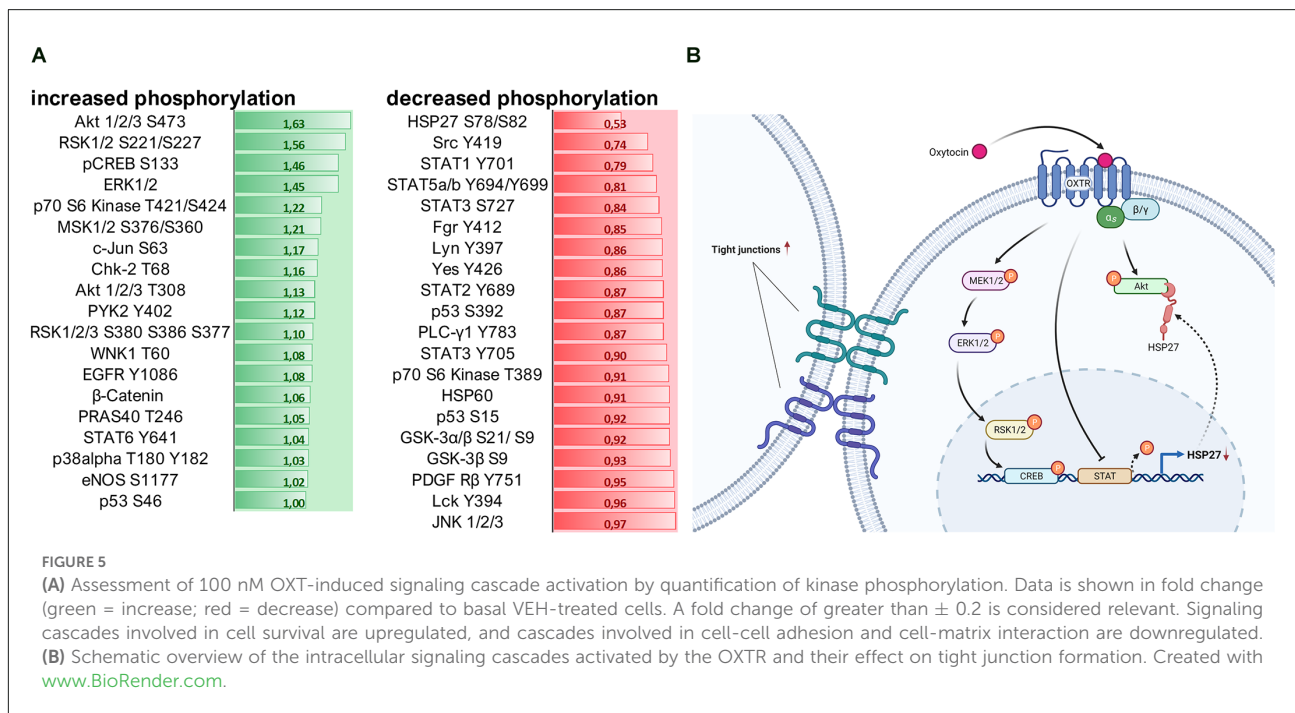 A
increased phosphorylation
Akt 1/2/3 S473 1,63
RSK1/2 S221/S227 1,56
pCREB S133 1,46
ERK1/2 1,45
p70 S6 Kinase T421/S424 1,22
MSK1/2 S376/S360 1,21
c-Jun S63 1,17
Chk-2 T68 1,16
Akt 1/2/3 T308 1,13
PYK2 Y402 1,12
RSK1/2/3 S380 S386 S377 1,10
WNK1 T60 1,08
EGFR Y1086 1,08
β-Catenin 1,06
PRAS40 T246 1,05
STAT6 Y641 1,04
p38alpha T180 Y182 1,03
eNOS S1177 1,02
p53 S46 1,00
decreased phosphorylation
HSP27 S78/S82 0,53
Src Y419 0,74
STAT1 Y701 0,79
STAT5a/b Y694/Y699 0,81
STAT3 S727 0,84
Fgr Y412 0,85
Lyn Y397 0,86
Yes Y426 0,86
STAT2 Y689 0,87
p53 S392 0,87
PLC-γ1 Y783 0,87
STAT3 Y705 0,90
p70 S6 Kinase T389 0,91
HSP60 0,91
p53 S15 0,92
GSK-3α/β S21/ S9 0,92
GSK-3β S9 0,93
PDGF Rβ Y751 0,95
Lck Y394 0,96
JNK 1/2/3 0,97
B
Oxytocin
OXTR
αs
β/γ
Tight junctions
MEK1/2
P
P
Akt
HSP27
ERK1/2
P
RSK1/2
P
CREB
P
STAT
P
HSP27
FIGURE 5
(A) Assessment of 100 nM OXT-induced signaling cascade activation by quantification of kinase phosphorylation. Data is shown in fold change
(green = increase; red = decrease) compared to basal VEH-treated cells. A fold change of greater than ± 0.2 is considered relevant. Signaling
cascades involved in cell survival are upregulated, and cascades involved in cell-cell adhesion and cell-matrix interaction are downregulated.
(B) Schematic overview of the intracellular signaling cascades activated by the OXTR and their effect on tight junction formation. Created with
www.BioRender.com.